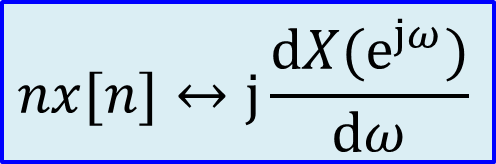 nx[n] ↔ j dX(e^{jω})/dω